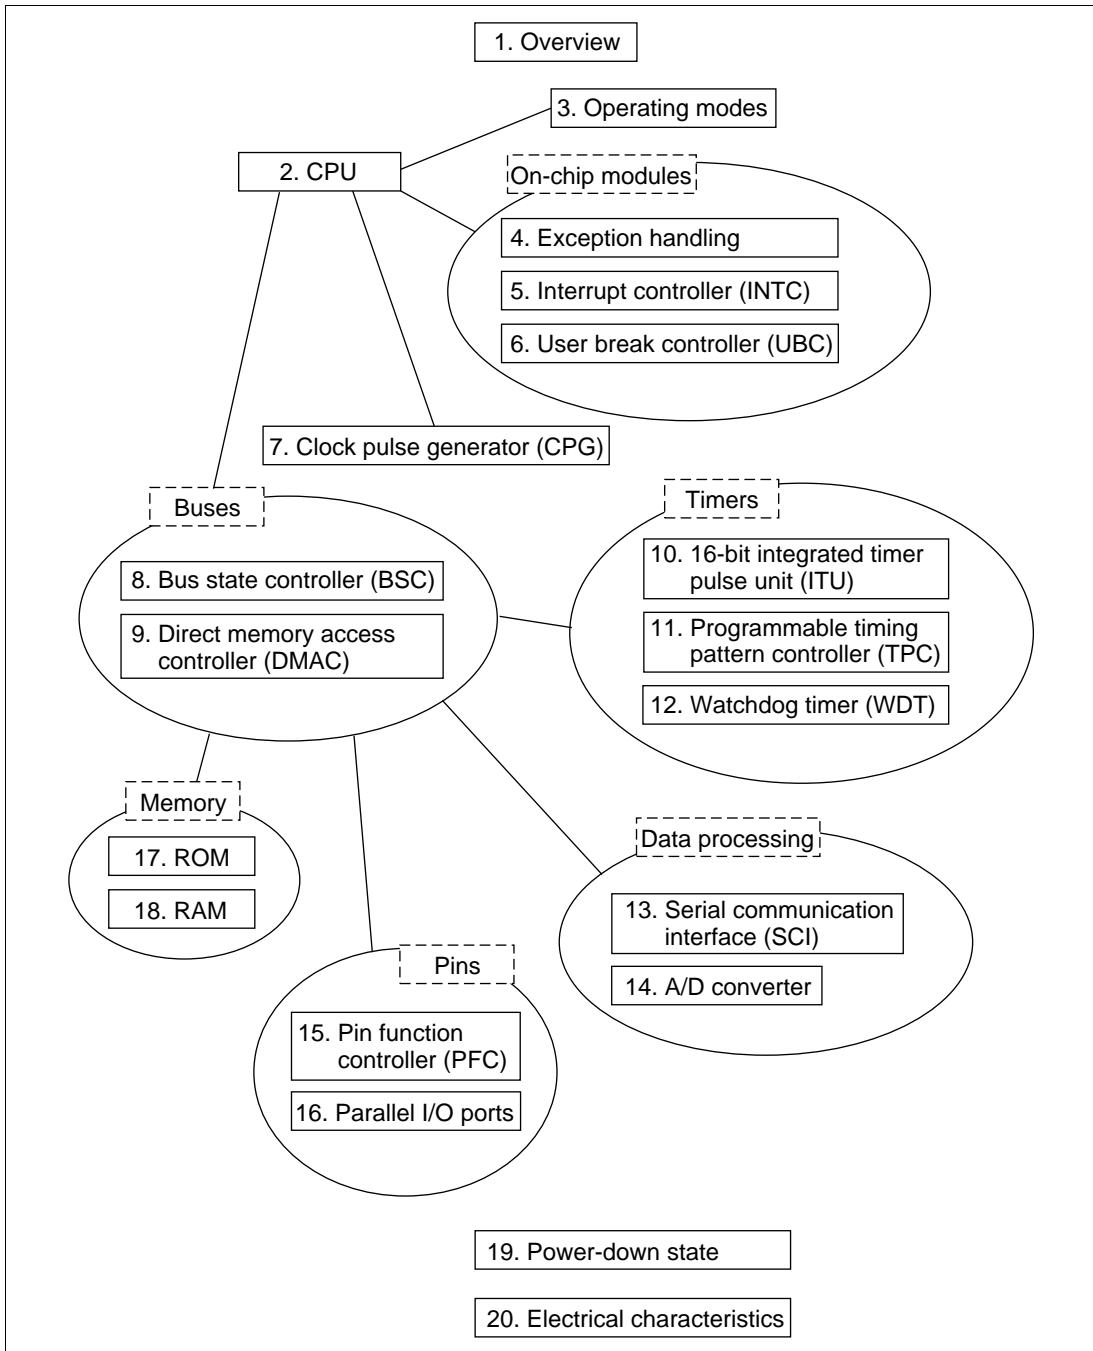 1. Overview
3. Operating modes
2. CPU
On-chip modules
4. Exception handling
5. Interrupt controller (INTC)
6. User break controller (UBC)
7. Clock pulse generator (CPG)
Buses
8. Bus state controller (BSC)
9. Direct memory access
controller (DMAC)
Timers
10. 16-bit integrated timer
pulse unit (ITU)
11. Programmable timing
pattern controller (TPC)
12. Watchdog timer (WDT)
Memory
17. ROM
18. RAM
Data processing
13. Serial communication
interface (SCI)
14. A/D converter
Pins
15. Pin function
controller (PFC)
16. Parallel I/O ports
19. Power-down state
20. Electrical characteristics